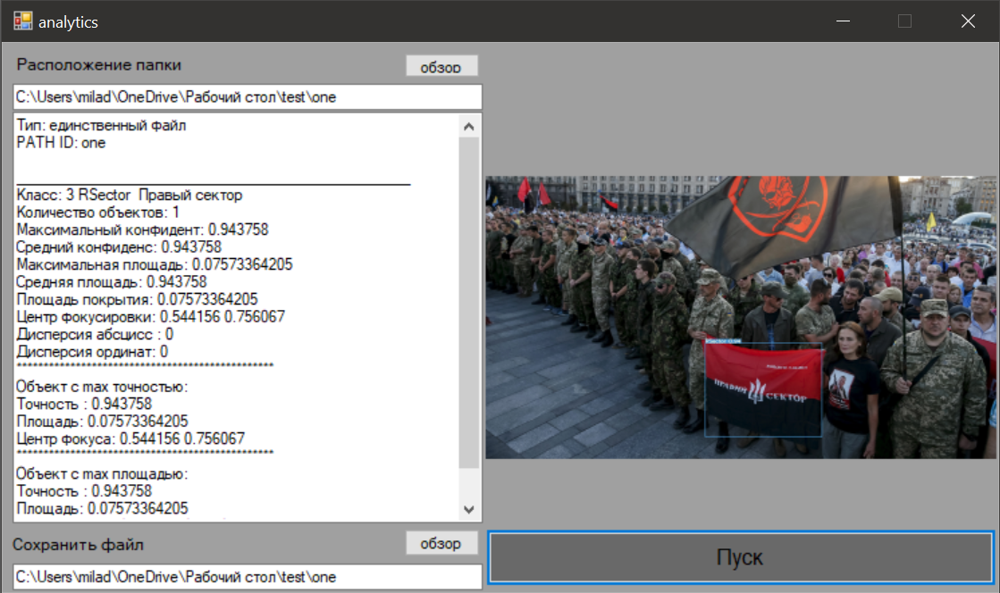 analytics
Расположение папки
обзор
C:\Users\milad\OneDrive\Рабочий стол\test\one
Тип: единственный файл
PATH ID: one
Класс: 3 RSector Правый сектор
Количество объектов: 1
Максимальный конфидент: 0.943758
Средний конфиденс: 0.943758
Максимальная площадь: 0.07573364205
Средняя площадь: 0.943758
Площадь покрытия: 0.07573364205
Центр фокусировки: 0.544156 0.756067
Дисперсия абсцисс : 0
Дисперсия ординат: 0
************************************************
Объект с max точностью:
Точность : 0.943758
Площадь: 0.07573364205
Центр фокуса: 0.544156 0.756067
************************************************
Объект с max площадью:
Точность : 0.943758
Площадь: 0.07573364205
Сохранить файл
обзор
C:\Users\milad\OneDrive\Рабочий стол\test\one
ПРАВИЙ СЕКТОР
Пуск